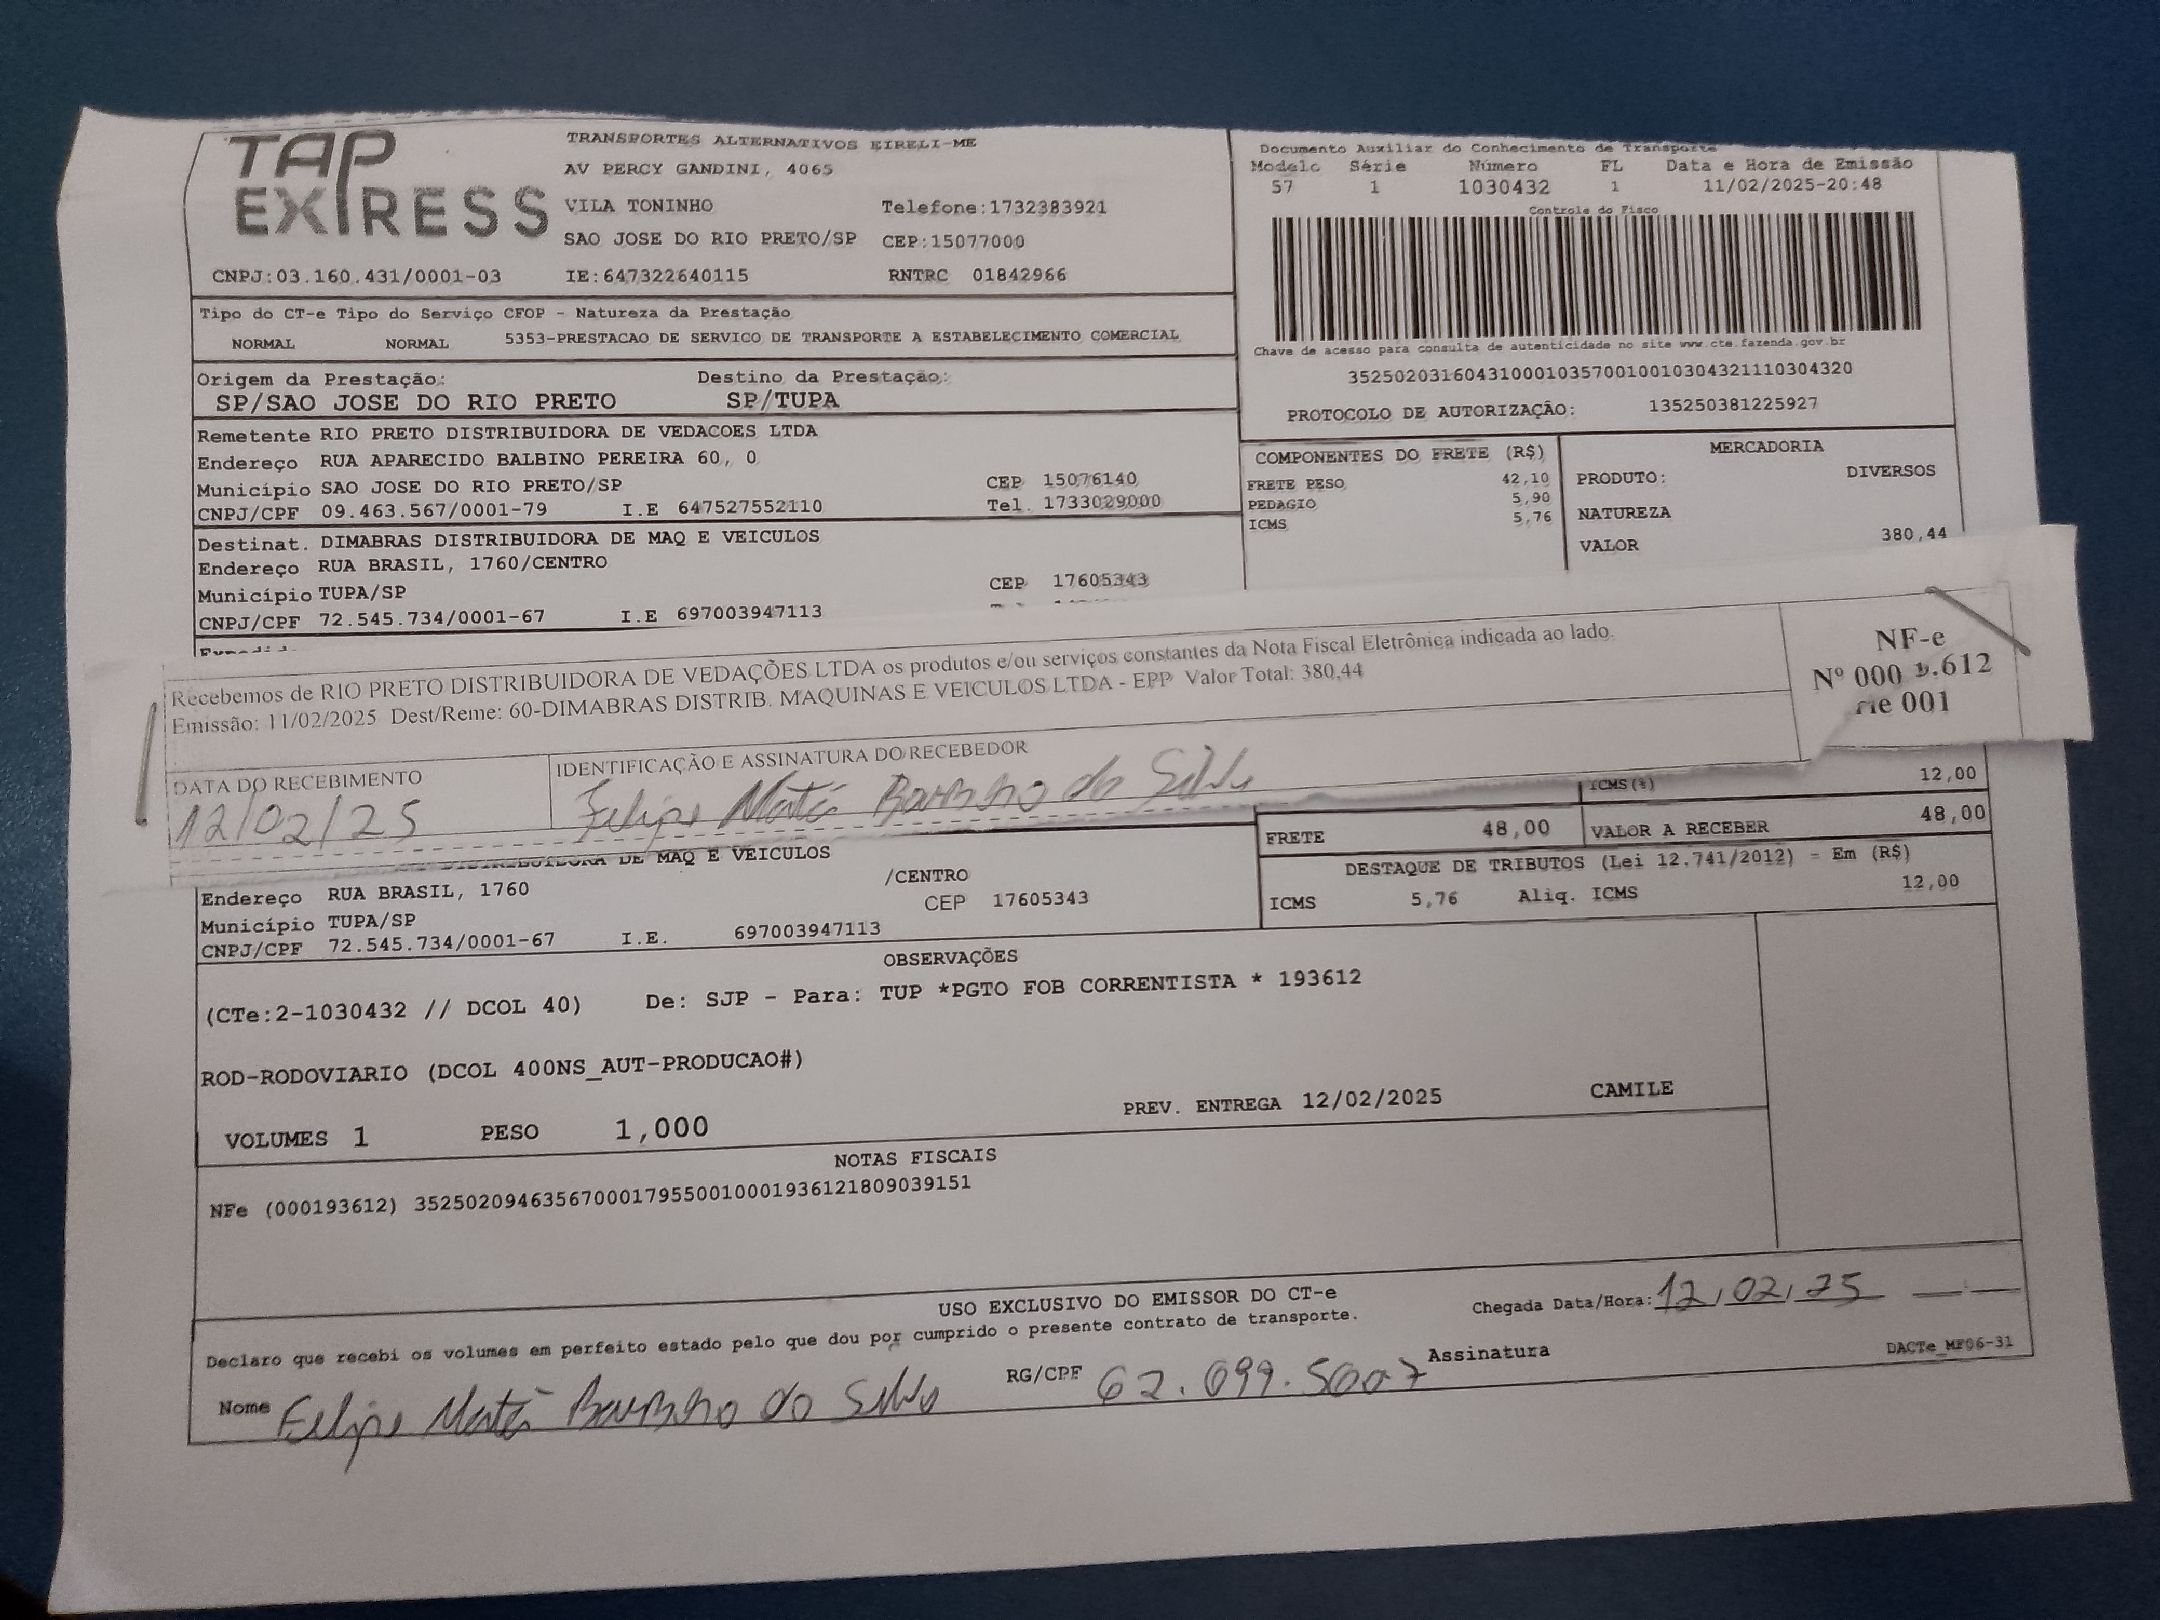 TAP EXPRESS
TRANSPORTES ALTERNATIVOS EIRELI-ME
AV PERCY GANDINI, 4065
VILA TONINHO Telefone:1732383921
SAO JOSE DO RIO PRETO/SP CEP:15077000
CNPJ:03.160.431/0001-03 IE:647322640115 RNTRC 01842966
Documento Auxiliar do Conhecimento de Transporte
Modelo Série Número FL Data e Hora de Emissão
57 1 1030432 1 11/02/2025-20:48
Controle do Fisco
Chave de acesso para consulta de autenticidade no site www.cte.fazenda.gov.br
35250203160431000103570010010304321110304320
PROTOCOLO DE AUTORIZAÇÃO: 135250381225927
Tipo do CT-e Tipo do Serviço CFOP - Natureza da Prestação
NORMAL NORMAL 5353-PRESTACAO DE SERVICO DE TRANSPORTE A ESTABELECIMENTO COMERCIAL
Origem da Prestação: Destino da Prestação:
SP/SAO JOSE DO RIO PRETO SP/TUPA
Remetente RIO PRETO DISTRIBUIDORA DE VEDACOES LTDA
Endereço RUA APARECIDO BALBINO PEREIRA 60, 0
Município SAO JOSE DO RIO PRETO/SP CEP 15076140
CNPJ/CPF 09.463.567/0001-79 I.E 647527552110 Tel. 1733029000
COMPONENTES DO FRETE (R$)
FRETE PESO 42,10
PEDAGIO 5,90
ICMS 5,76
MERCADORIA
PRODUTO: DIVERSOS
NATUREZA
VALOR 380,44
Destinat. DIMABRAS DISTRIBUIDORA DE MAQ E VEICULOS
Endereço RUA BRASIL, 1760/CENTRO
Município TUPA/SP CEP 17605343
CNPJ/CPF 72.545.734/0001-67 I.E 697003947113
Recebemos de RIO PRETO DISTRIBUIDORA DE VEDAÇÕES LTDA os produtos e/ou serviços constantes da Nota Fiscal Eletrônica indicada ao lado.
Emissão: 11/02/2025 Dest/Reme: 60-DIMABRAS DISTRIB. MAQUINAS E VEICULOS LTDA - EPP Valor Total: 380,44
NF-e
Nº 000 .612
001
DATA DO RECEBIMENTO IDENTIFICAÇÃO E ASSINATURA DO RECEBEDOR
12/02/25 Felipe da Silva
ICMS(%) 12,00
FRETE 48,00 VALOR A RECEBER 48,00
DESTAQUE DE TRIBUTOS (Lei 12.741/2012) - Em (R$)
ICMS 5,76 Aliq. ICMS 12,00
DISTRIBUIDORA DE MAQ E VEICULOS
Endereço RUA BRASIL, 1760 /CENTRO
Município TUPA/SP CEP 17605343
CNPJ/CPF 72.545.734/0001-67 I.E. 697003947113
OBSERVAÇÕES
(CTe:2-1030432 // DCOL 40) De: SJP - Para: TUP *PGTO FOB CORRENTISTA * 193612
ROD-RODOVIARIO (DCOL 400NS_AUT-PRODUCAO#)
VOLUMES 1 PESO 1,000 PREV. ENTREGA 12/02/2025 CAMILE
NOTAS FISCAIS
NFe (000193612) 35250209463567000179550010001936121809039151
USO EXCLUSIVO DO EMISSOR DO CT-e
Declaro que recebi os volumes em perfeito estado pelo que dou por cumprido o presente contrato de transporte.
Chegada Data/Hora: 12/02/25
Nome Felipe da Silva RG/CPF 62.099.5007 Assinatura
DACTe_MF06-31